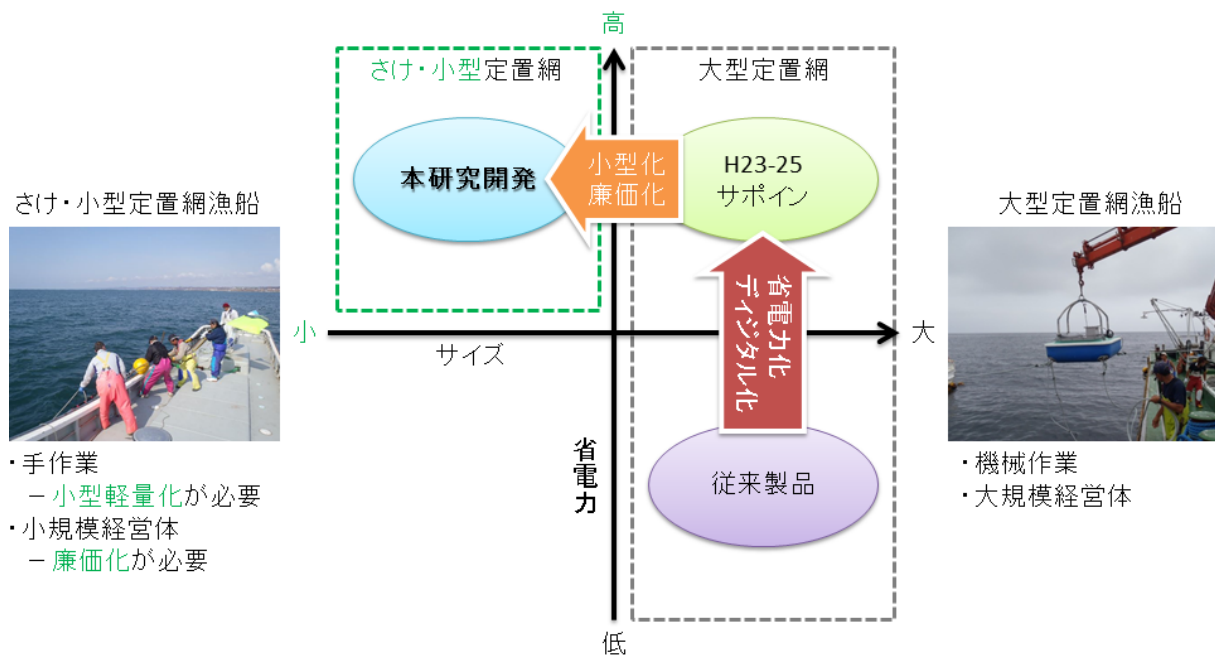 高
さけ・小型定置網
大型定置網
本研究開発
小型化
廉価化
H23-25
サポイン
さけ・小型定置網漁船
大型定置網漁船
省電力化
ディジタル化
小
大
サイズ
省電力
従来製品
・手作業
－小型軽量化が必要
・小規模経営体
－廉価化が必要
・機械作業
・大規模経営体
低